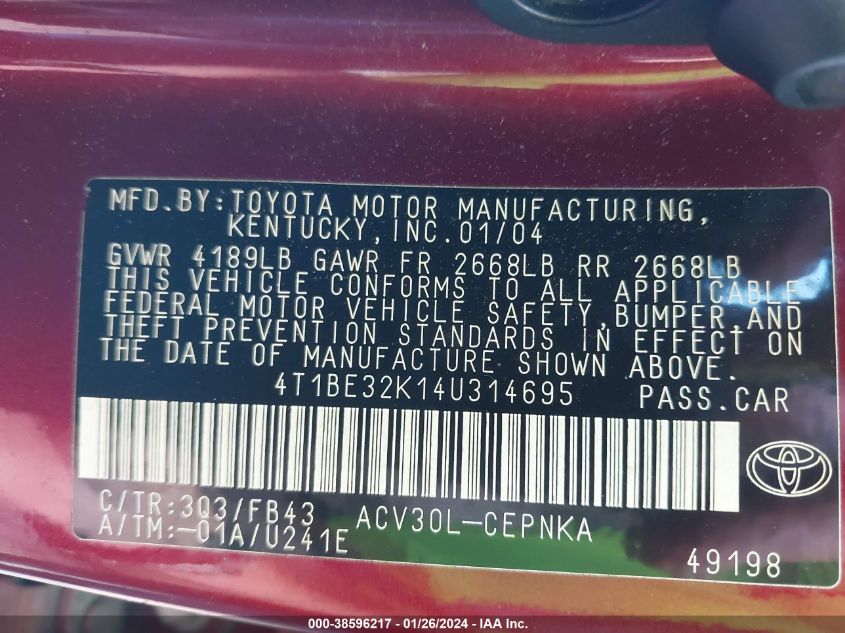 MFD.BY:TOYOTA MOTOR MANUFACTURING,
KENTUCKY,INC.01/04
GVWR 4189LB GAWR FR 2668LB RR 2668LB
THIS VEHICLE CONFORMS TO ALL APPLICABLE
FEDERAL MOTOR VEHICLE SAFETY,BUMPER,AND
THEFT PREVENTION STANDARDS IN EFFECT ON
THE DATE OF MANUFACTURE SHOWN ABOVE.
4T1BE32K14U314695 PASS.CAR
C/TR:3Q3/FB43 ACV30L-CEPNKA
A/TM:-01A/U241E
49198
000-38596217 - 01/26/2024 - IAA Inc.